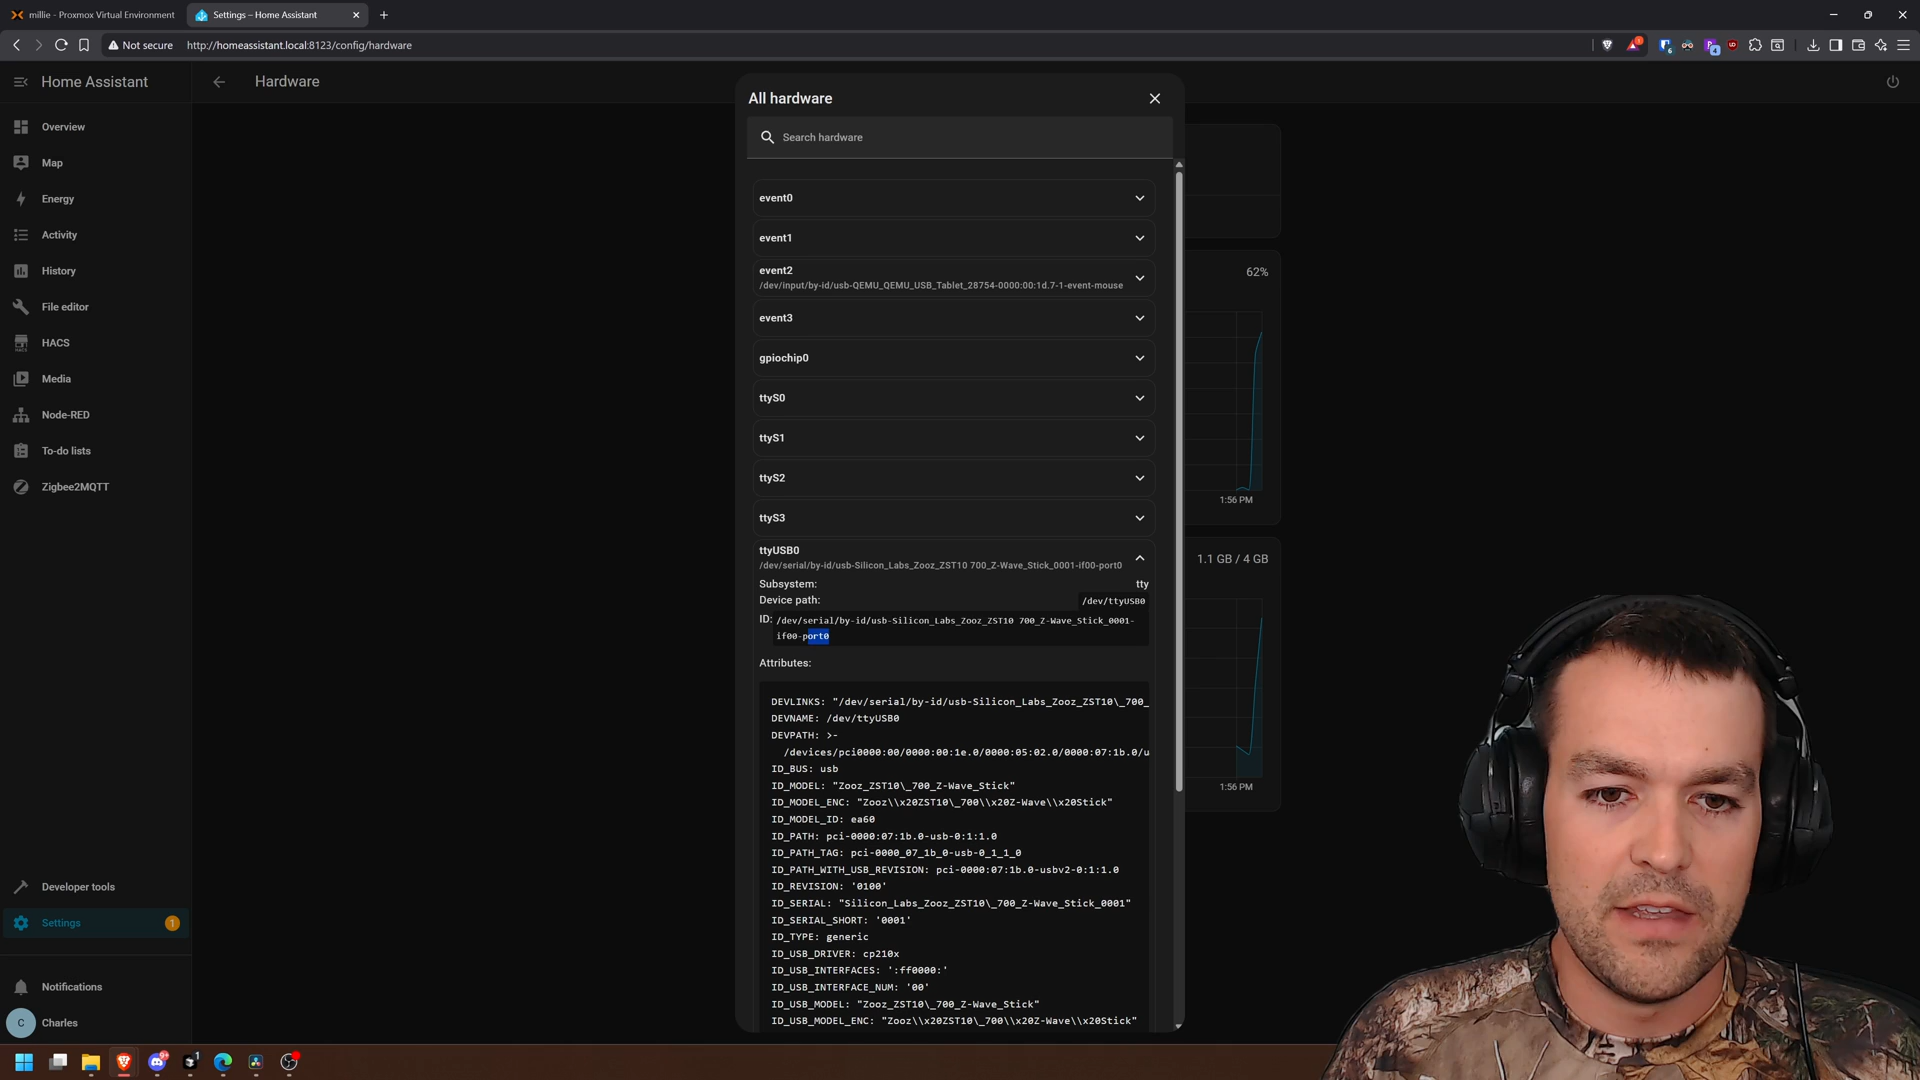 millie - Proxmox Virtual Environment
Settings – Home Assistant
Not secure
http://homeassistant.local:8123/config/hardware
Home Assistant
Hardware
Overview
Map
Energy
Activity
History
File editor
HACS
Media
Node-RED
To-do lists
Zigbee2MQTT
Developer tools
Settings
1
Notifications
C
Charles
All hardware
Search hardware
event0
event1
event2
/dev/input/by-id/usb-QEMU_QEMU_USB_Tablet_28754-0000:00:1d.7-1-event-mouse
event3
gpiochip0
ttyS0
ttyS1
ttyS2
ttyS3
ttyUSB0
/dev/serial/by-id/usb-Silicon_Labs_Zooz_ZST10 700_Z-Wave_Stick_0001-if00-port0
Subsystem: tty
Device path: /dev/ttyUSB0
ID: /dev/serial/by-id/usb-Silicon_Labs_Zooz_ZST10 700_Z-Wave_Stick_0001-
if00-port0
Attributes:
DEVLINKS: "/dev/serial/by-id/usb-Silicon_Labs_Zooz_ZST10\_700_
DEVNAME: /dev/ttyUSB0
DEVPATH: >-
/devices/pci0000:00/0000:00:1e.0/0000:05:02.0/0000:07:1b.0/u
ID_BUS: usb
ID_MODEL: "Zooz_ZST10\_700_Z-Wave_Stick"
ID_MODEL_ENC: "Zooz\\x20ZST10\_700\\x20Z-Wave\\x20Stick"
ID_MODEL_ID: ea60
ID_PATH: pci-0000:07:1b.0-usb-0:1:1.0
ID_PATH_TAG: pci-0000_07_1b_0-usb-0_1_1_0
ID_PATH_WITH_USB_REVISION: pci-0000:07:1b.0-usbv2-0:1:1.0
ID_REVISION: '0100'
ID_SERIAL: "Silicon_Labs_Zooz_ZST10\_700_Z-Wave_Stick_0001"
ID_SERIAL_SHORT: '0001'
ID_TYPE: generic
ID_USB_DRIVER: cp210x
ID_USB_INTERFACES: ':ff0000:'
ID_USB_INTERFACE_NUM: '00'
ID_USB_MODEL: "Zooz_ZST10\_700_Z-Wave_Stick"
ID_USB_MODEL_ENC: "Zooz\\x20ZST10\_700\\x20Z-Wave\\x20Stick"
62%
1:56 PM
1.1 GB / 4 GB
1:56 PM